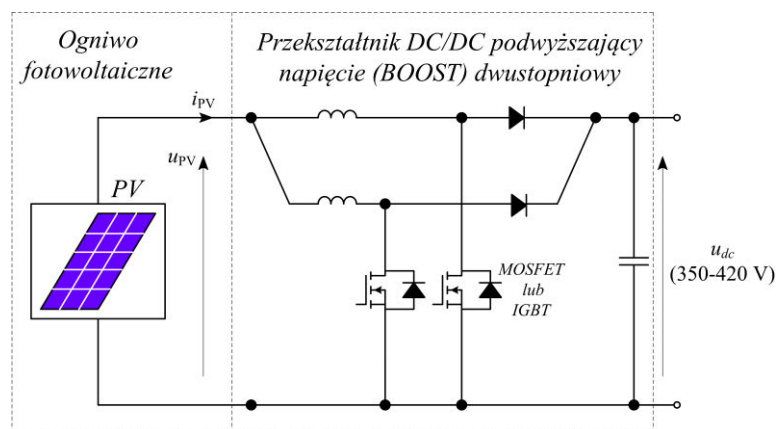 Ogniwo
fotowoltaiczne
Przekształtnik DC/DC podwyższający
napięcie (BOOST) dwustopniowy
iPV
uPV
PV
MOSFET
lub
IGBT
udc
(350-420 V)